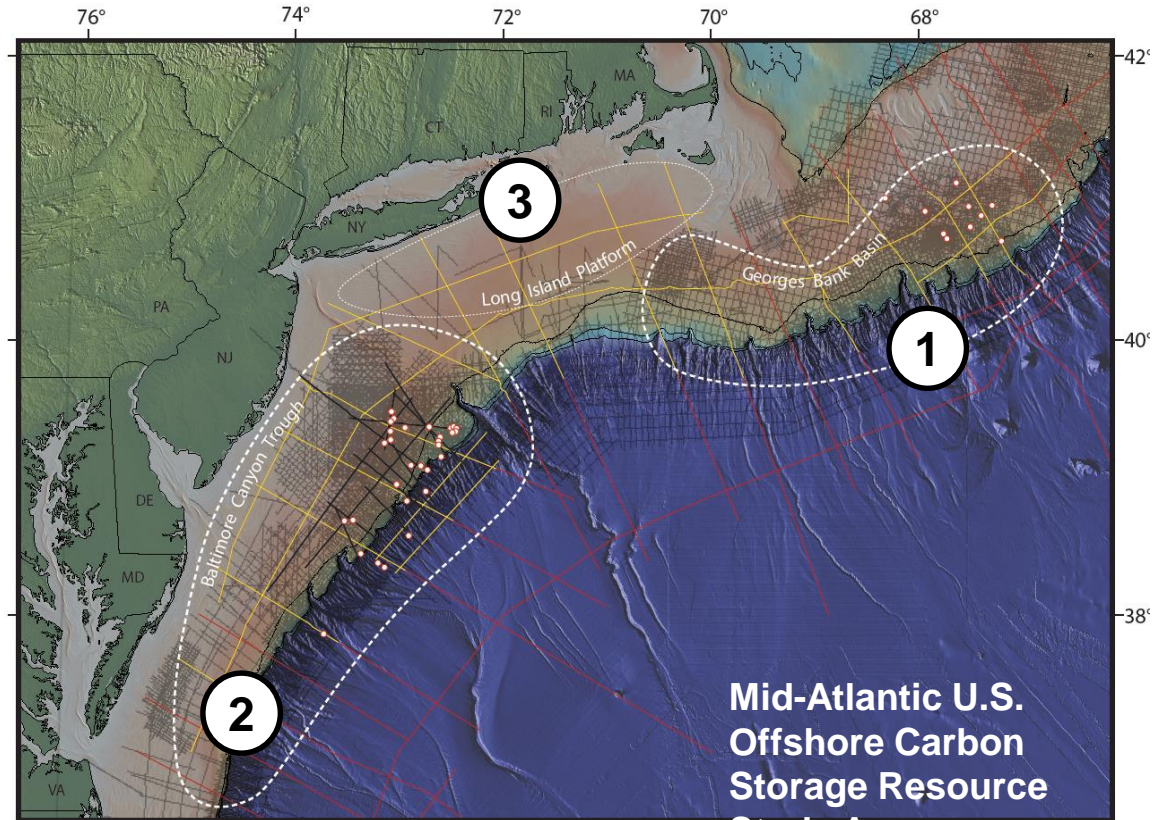 76°
74°
72°
70°
68°
42°
MA
RI
CT
3
NY
Long Island Platform
Georges Bank Basin
PA
NJ
1
40°
Baltimore Canyon Trough
DE
MD
38°
2
VA
Mid-Atlantic U.S.
Offshore Carbon
Storage Resource